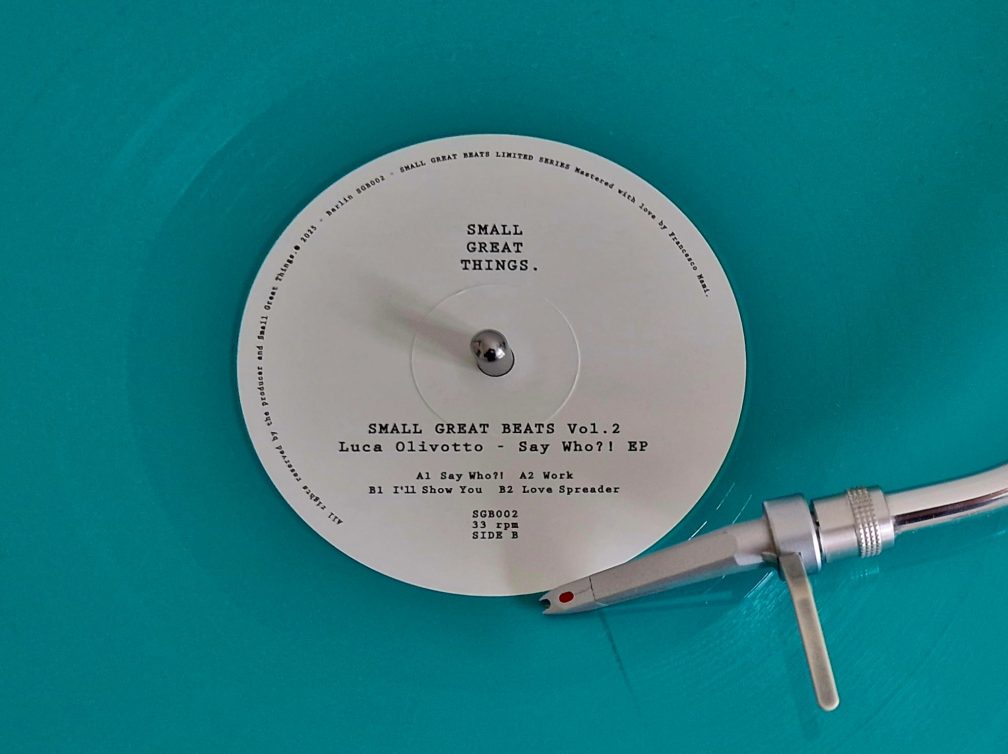 All rights reserved by the producer and Small Great Things.® 2025 - Berlin SGB002 - SMALL GREAT BEATS LIMITED SERIES Mastered with love by Francesco Mami.
SMALL
GREAT
THINGS.
SMALL GREAT BEATS Vol.2
Luca Olivotto - Say Who?! EP
A1 Say Who?! A2 Work
B1 I'll Show You B2 Love Spreader
SGB002
33 rpm
SIDE B